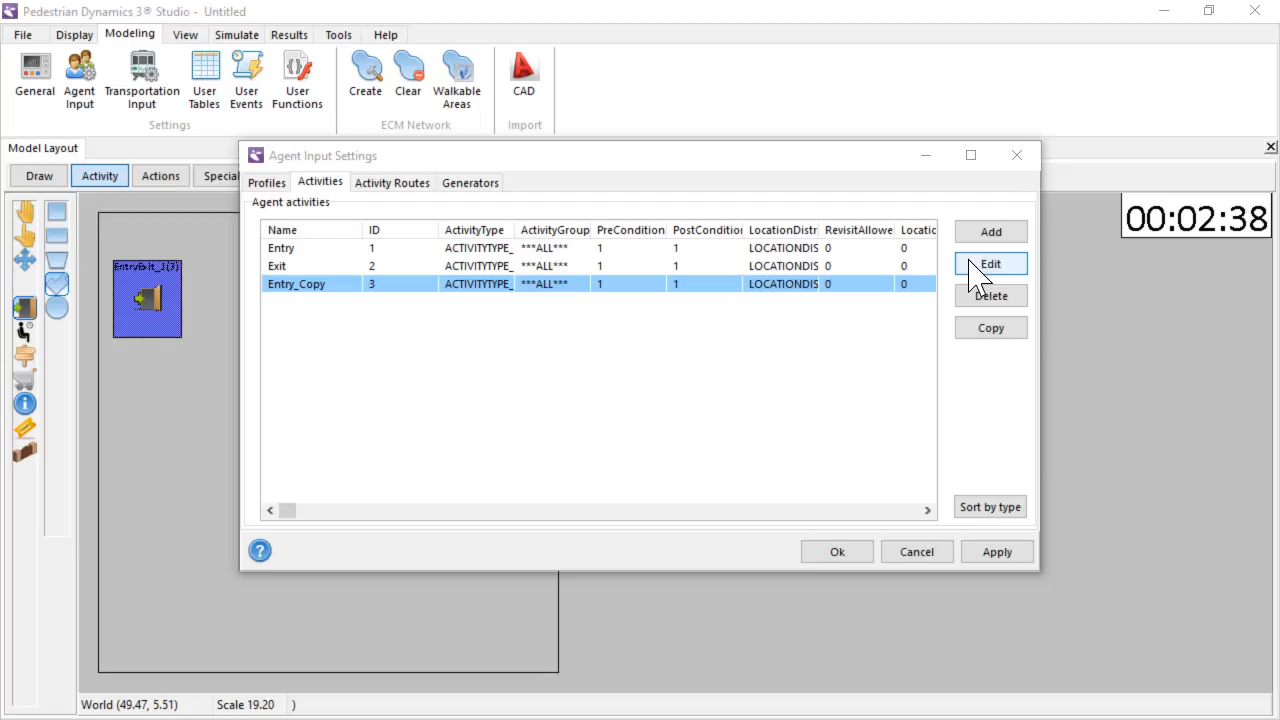 Pedestrian Dynamics 3® Studio - Untitled
File Display Modeling View Simulate Results Tools Help
General Agent Input Transportation Input User Tables User Events User Functions Create Clear Walkable Areas CAD
Settings ECM Network Import
Model Layout
Draw Activity Actions Special
00:02:38
Agent Input Settings
Profiles Activities Activity Routes Generators
Agent activities
Name ID ActivityType ActivityGroup PreCondition PostConditior LocationDistr RevisitAllowe Locatic
Entry 1 ACTIVITYTYPE_ ***ALL*** 1 1 LOCATIONDIS 0 0
Exit 2 ACTIVITYTYPE_ ***ALL*** 1 1 LOCATIONDIS 0 0
Entry_Copy 3 ACTIVITYTYPE_ ***ALL*** 1 1 LOCATIONDIS 0 0
Add
Edit
Delete
Copy
Sort by type
Ok Cancel Apply
World (49.47, 5.51) Scale 19.20 )